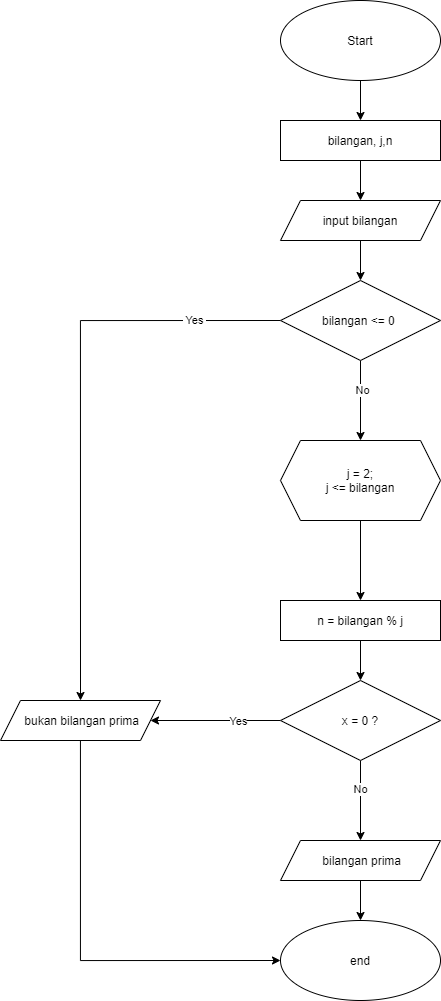 Start
bilangan, j,n
input bilangan
bilangan <= 0
Yes
No
j = 2;
j <= bilangan
n = bilangan % j
x = 0 ?
Yes
bukan bilangan prima
No
bilangan prima
end